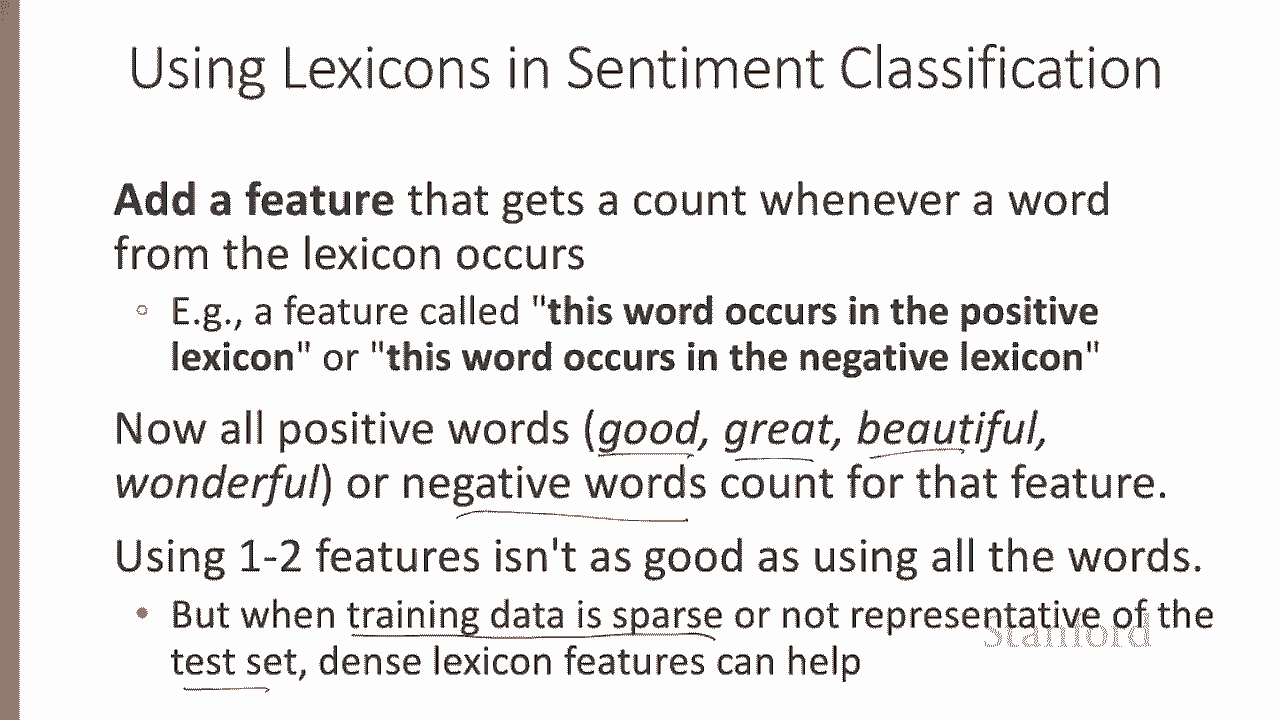 Using Lexicons in Sentiment Classification
Add a feature that gets a count whenever a word
from the lexicon occurs
◦ E.g., a feature called "this word occurs in the positive
lexicon" or "this word occurs in the negative lexicon"
Now all positive words (good, great, beautiful,
wonderful) or negative words count for that feature.
Using 1-2 features isn't as good as using all the words.
• But when training data is sparse or not representative of the
Stanford
test set, dense lexicon features can help